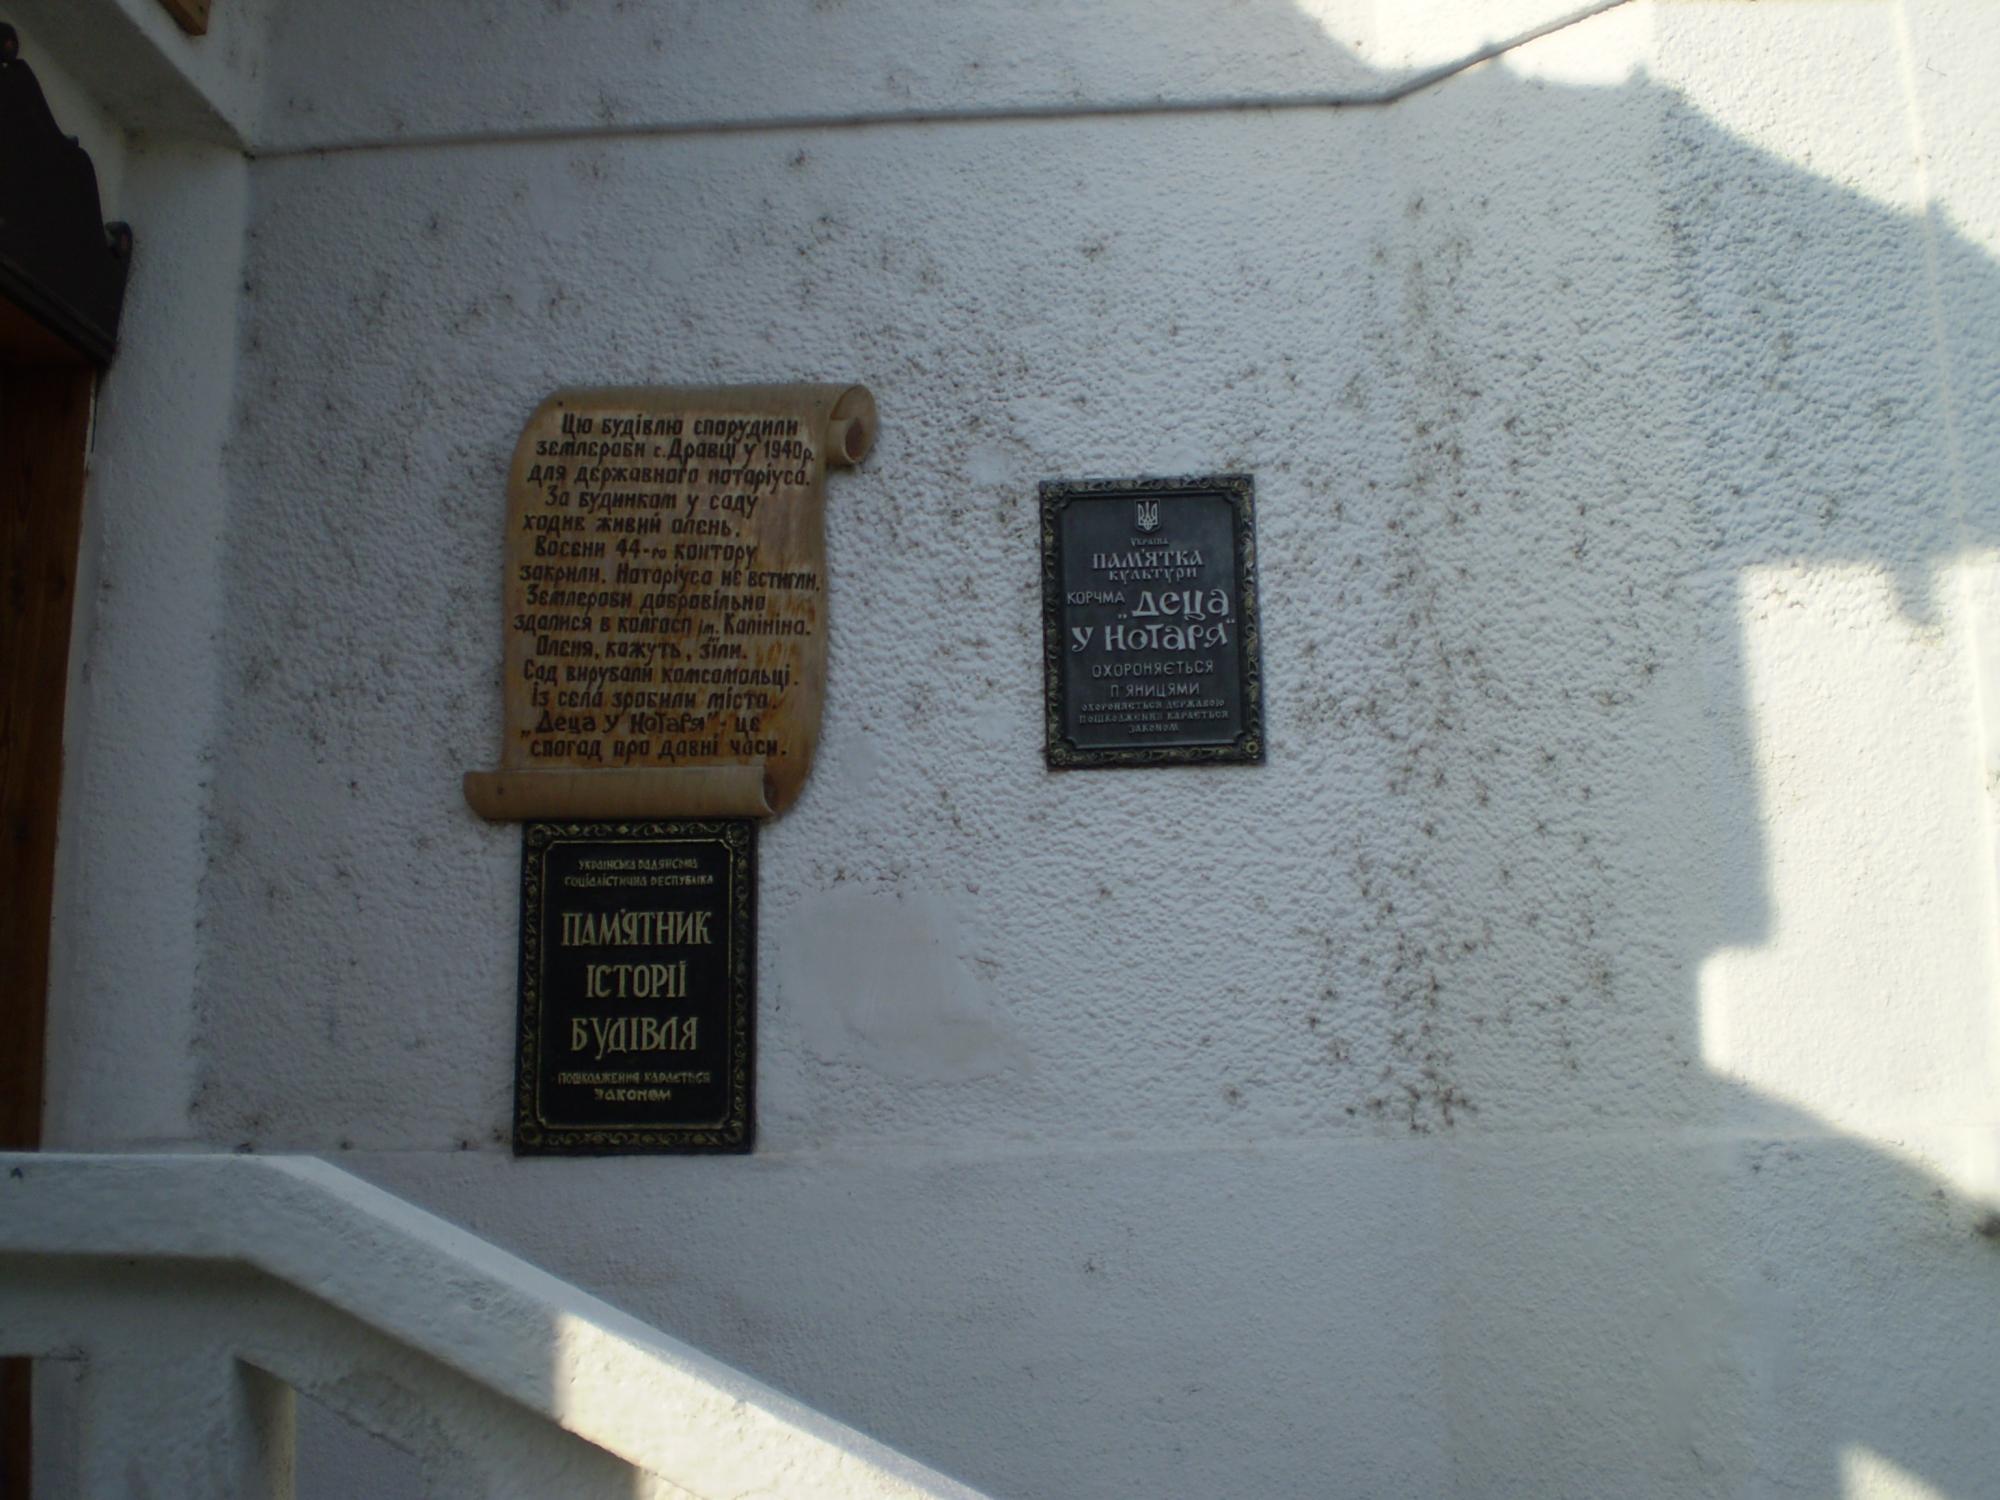 Цю будівлю спорудили
землероби с. Дравці у 1940р.
для державного нотаріуса.
За будинком у саду
ходив живий олень.
Восени 44-го контору
закрили. Нотаріуса не встигли.
Землероби добровільно
здалися в колгосп ім. Калініна.
Оленя, кажуть, з'їли.
Сад вирубали комсомольці.
Із села зробили місто.
„Деца у Нотаря" - це
спогад про давні часи.
УКРАЇНСЬКА РАДЯНСЬКА
СОЦІАЛІСТИЧНА РЕСПУБЛІКА
ПАМ'ЯТНИК
ІСТОРІЇ
БУДІВЛЯ
ПОШКОДЖЕННЯ КАРАЄТЬСЯ
ЗАКОНОМ
УКРАЇНА
ПАМ'ЯТКА
КУЛЬТУРИ
КОРЧМА „Деца
у Нотаря"
ОХОРОНЯЄТЬСЯ
П'ЯНИЦЯМИ
ОХОРОНЯЄТЬСЯ ДЕРЖАВОЮ
ПОШКОДЖЕННЯ КАРАЄТЬСЯ
ЗАКОНОМ